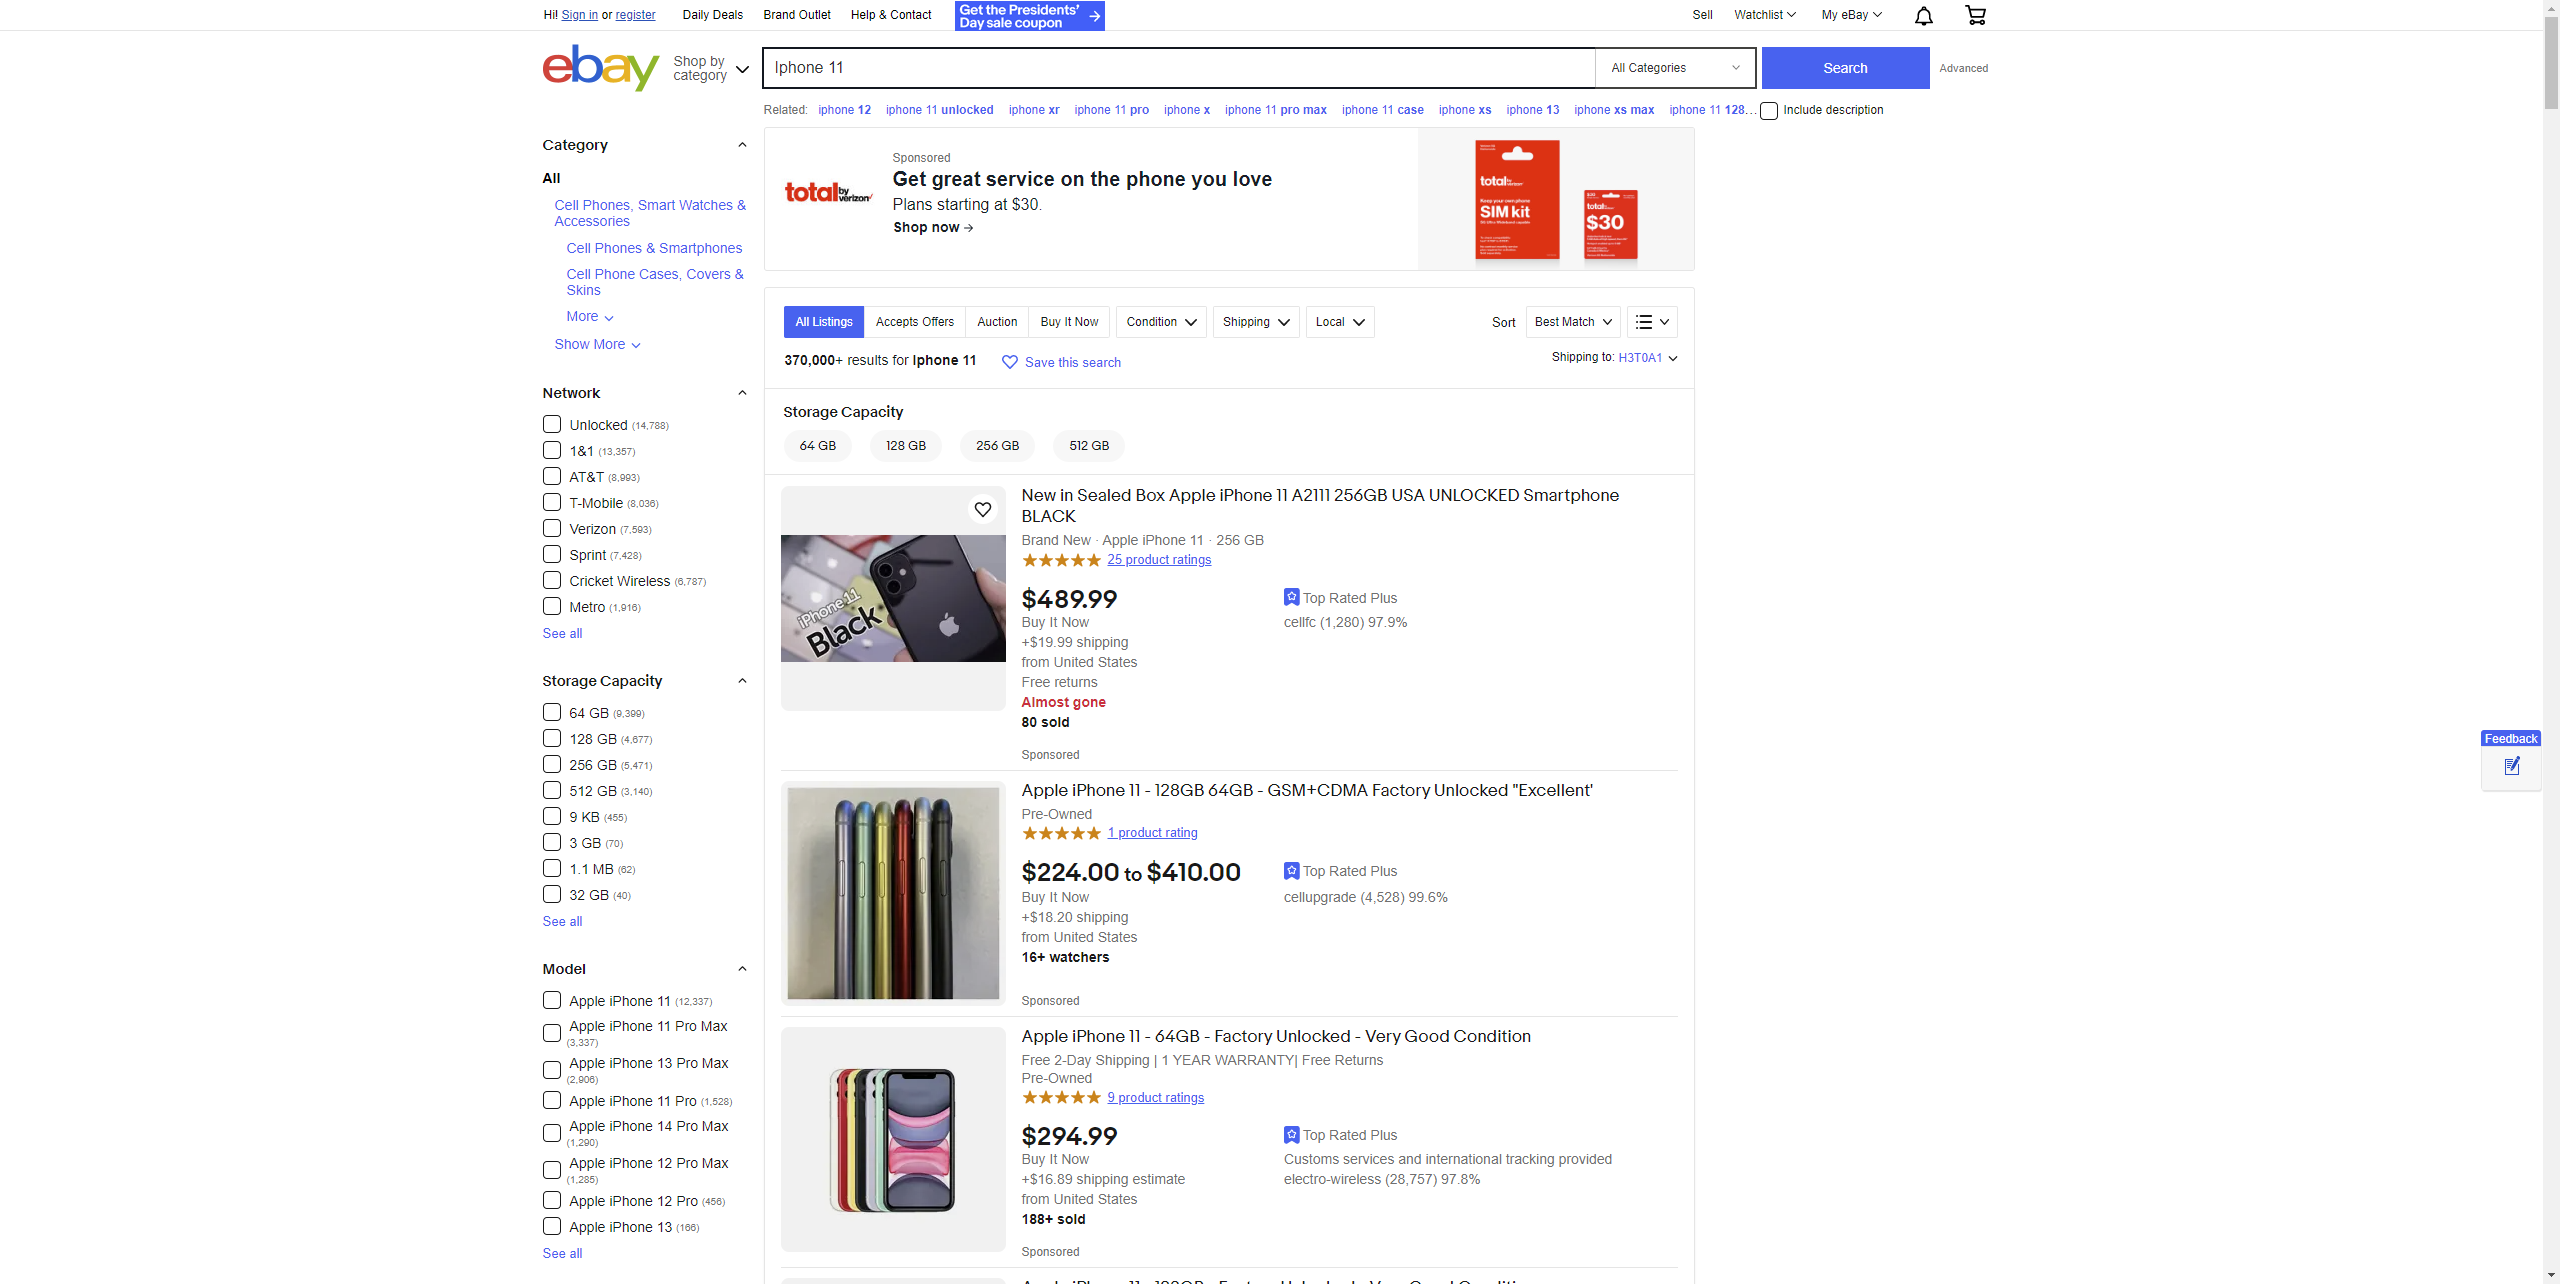 Hi! Sign in or register
Daily Deals
Brand Outlet
Help & Contact
Get the Presidents'
Day sale coupon
Sell
Watchlist
My eBay
ebay
Shop by
category
Iphone 11
All Categories
Search
Advanced
Related: iphone 12 iphone 11 unlocked iphone xr iphone 11 pro iphone x iphone 11 pro max iphone 11 case iphone xs iphone 13 iphone xs max iphone 11 128...
Include description
Category
All
Cell Phones, Smart Watches &
Accessories
Cell Phones & Smartphones
Cell Phone Cases, Covers &
Skins
More
Show More
Network
Unlocked (14,788)
1&1 (13,357)
AT&T (8,993)
T-Mobile (8,036)
Verizon (7,593)
Sprint (7,428)
Cricket Wireless (6,787)
Metro (1,916)
See all
Storage Capacity
64 GB (9,399)
128 GB (4,677)
256 GB (5,471)
512 GB (3,140)
9 KB (455)
3 GB (70)
1.1 MB (62)
32 GB (40)
See all
Model
Apple iPhone 11 (12,337)
Apple iPhone 11 Pro Max
(3,337)
Apple iPhone 13 Pro Max
(2,906)
Apple iPhone 11 Pro (1,528)
Apple iPhone 14 Pro Max
(1,290)
Apple iPhone 12 Pro Max
(1,285)
Apple iPhone 12 Pro (456)
Apple iPhone 13 (166)
See all
total by verizon
Sponsored
Get great service on the phone you love
Plans starting at $30.
Shop now →
total by verizon
Keep your own phone
SIM kit
total by verizon
$30
All Listings
Accepts Offers
Auction
Buy It Now
Condition
Shipping
Local
Sort
Best Match
370,000+ results for Iphone 11
Save this search
Shipping to: H3T0A1
Storage Capacity
64 GB
128 GB
256 GB
512 GB
iPhone 11
Black
New in Sealed Box Apple iPhone 11 A2111 256GB USA UNLOCKED Smartphone
BLACK
Brand New · Apple iPhone 11 · 256 GB
25 product ratings
$489.99
Buy It Now
+$19.99 shipping
from United States
Free returns
Almost gone
80 sold
Top Rated Plus
cellfc (1,280) 97.9%
Sponsored
Apple iPhone 11 - 128GB 64GB - GSM+CDMA Factory Unlocked "Excellent'
Pre-Owned
1 product rating
$224.00 to $410.00
Buy It Now
+$18.20 shipping
from United States
16+ watchers
Top Rated Plus
cellupgrade (4,528) 99.6%
Sponsored
Apple iPhone 11 - 64GB - Factory Unlocked - Very Good Condition
Free 2-Day Shipping | 1 YEAR WARRANTY| Free Returns
Pre-Owned
9 product ratings
$294.99
Buy It Now
+$16.89 shipping estimate
from United States
188+ sold
Top Rated Plus
Customs services and international tracking provided
electro-wireless (28,757) 97.8%
Sponsored
Feedback